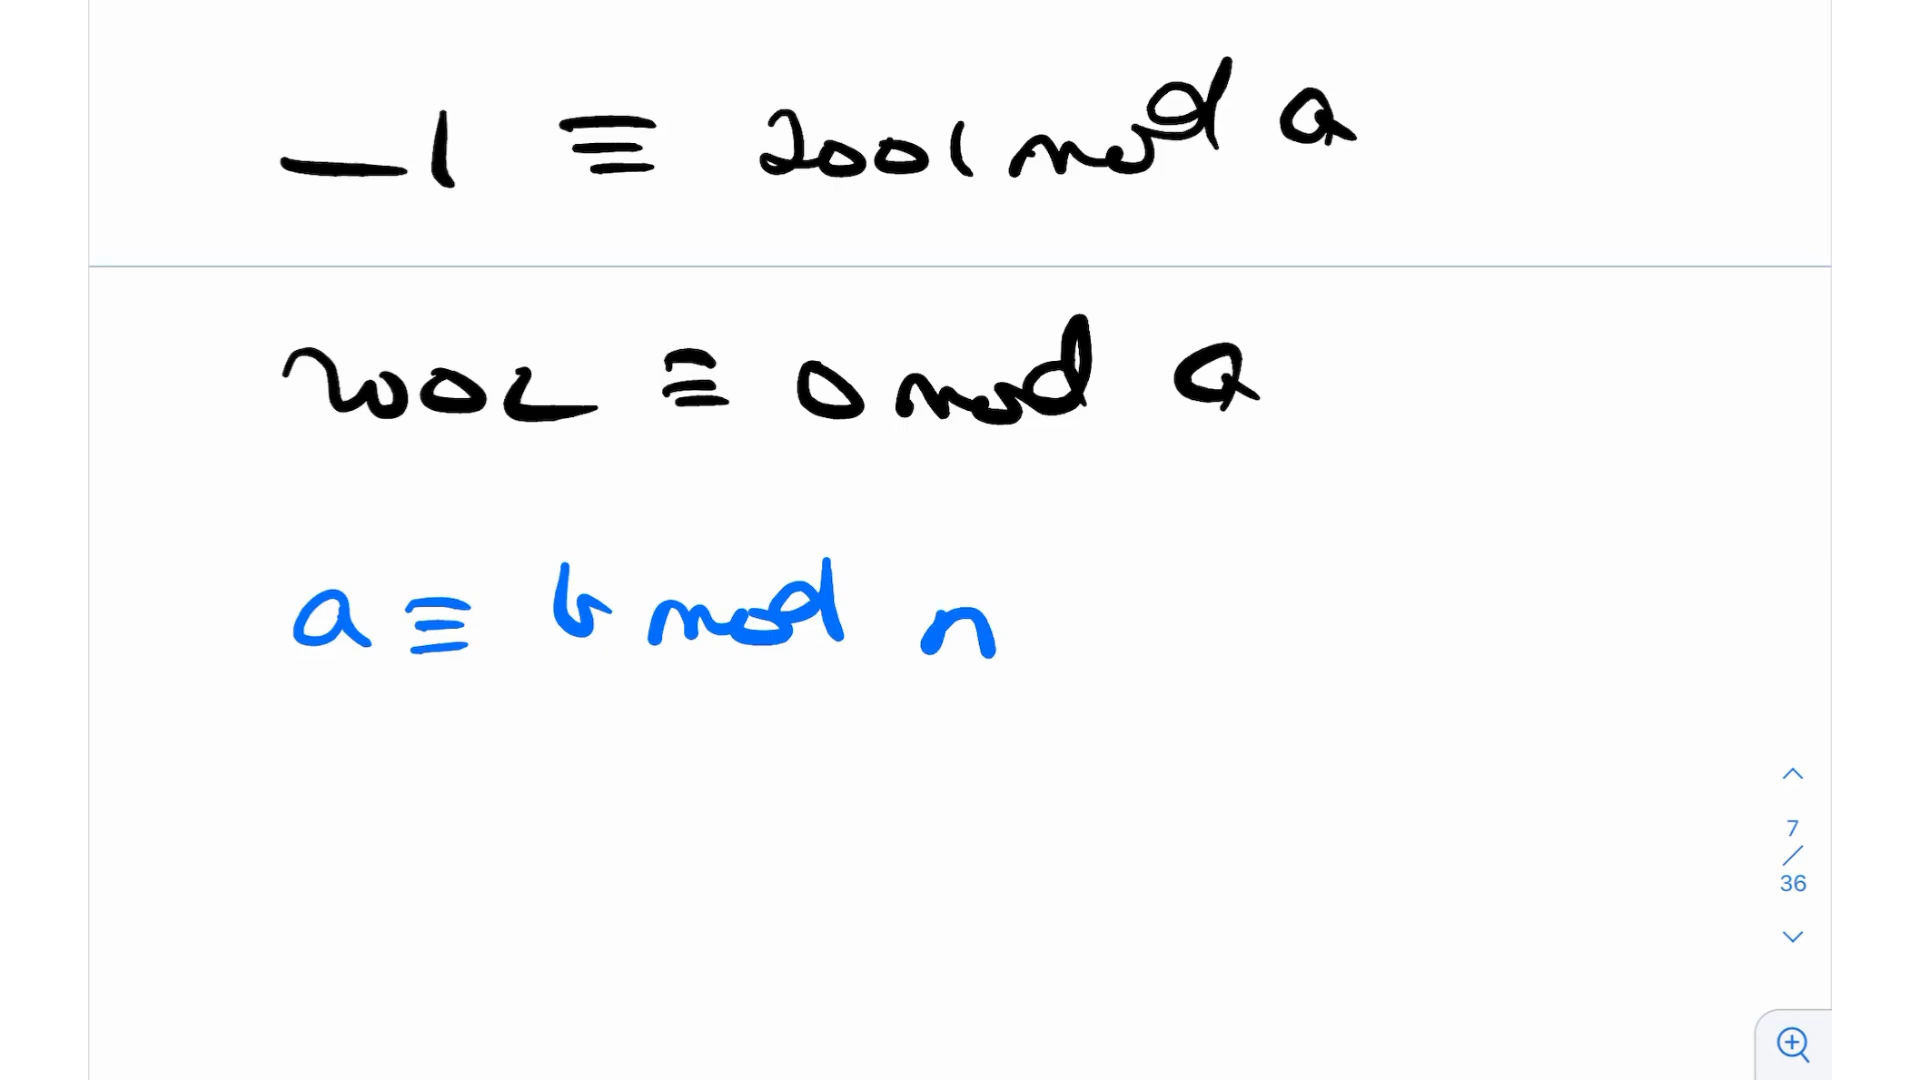 -1 ≡ 2001 mod a
2002 ≡ 0 mod a
a ≡ b mod n
7
/
36